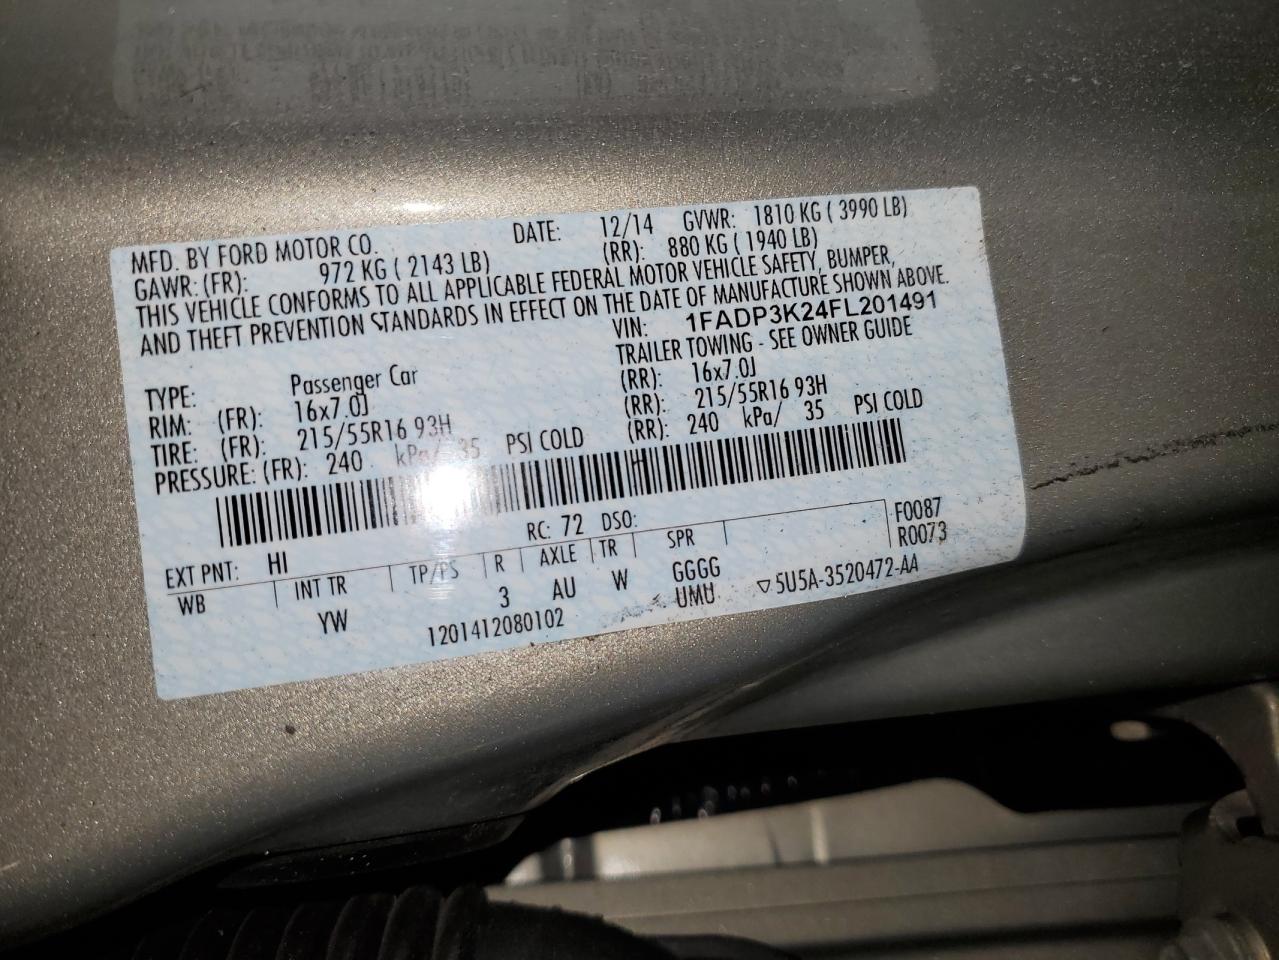 MFD. BY FORD MOTOR CO. DATE: 12/14 GVWR: 1810 KG ( 3990 LB)
GAWR: (FR): 972 KG ( 2143 LB) (RR): 880 KG ( 1940 LB)
THIS VEHICLE CONFORMS TO ALL APPLICABLE FEDERAL MOTOR VEHICLE SAFETY, BUMPER,
AND THEFT PREVENTION STANDARDS IN EFFECT ON THE DATE OF MANUFACTURE SHOWN ABOVE.
VIN: 1FADP3K24FL201491
TYPE: Passenger Car TRAILER TOWING - SEE OWNER GUIDE
RIM: (FR): 16x7.0J (RR): 16x7.0J
TIRE: (FR): 215/55R16 93H (RR): 215/55R16 93H
PRESSURE: (FR): 240 kPa/ 35 PSI COLD (RR): 240 kPa/ 35 PSI COLD
EXT PNT: HI RC: 72 DSO: F0087
WB INT TR TP/PS R AXLE TR SPR R0073
YW 3 AU W GGGG
UMU
1201412080102 ▽5U5A-3520472-AA